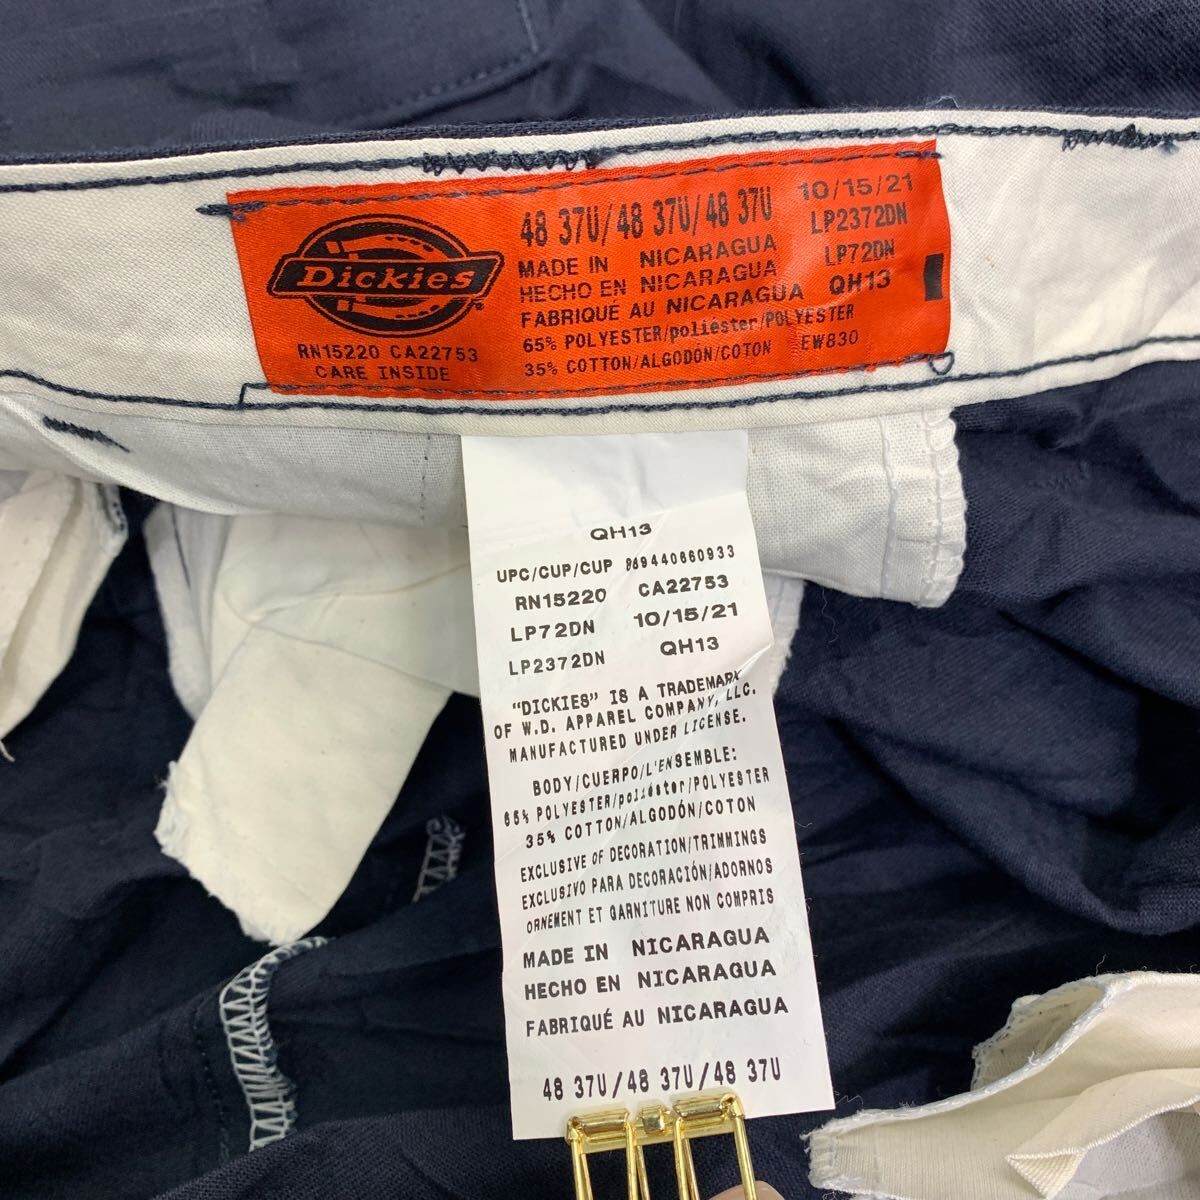 Dickies
RN15220 CA22753
CARE INSIDE
48 37U/48 37U/48 37U 10/15/21
LP2372DN
MADE IN NICARAGUA LP72DN
HECHO EN NICARAGUA QH13
FABRIQUÉ AU NICARAGUA
65% POLYESTER/poliéster/POLYESTER
35% COTTON/ALGODÓN/COTON EW830
QH13
UPC/CUP/CUP 869440660933
RN15220 CA22753
LP72DN 10/15/21
LP2372DN QH13
"DICKIES" IS A TRADEMARK
OF W.D. APPAREL COMPANY, LLC.
MANUFACTURED UNDER LICENSE.
BODY/CUERPO/L'ENSEMBLE:
65% POLYESTER/poliéster/POLYESTER
35% COTTON/ALGODÓN/COTON
EXCLUSIVE OF DECORATION/TRIMMINGS
EXCLUSIVO PARA DECORACIÓN/ADORNOS
ORNEMENT ET GARNITURE NON COMPRIS
MADE IN NICARAGUA
HECHO EN NICARAGUA
FABRIQUÉ AU NICARAGUA
48 37U/48 37U/48 37U